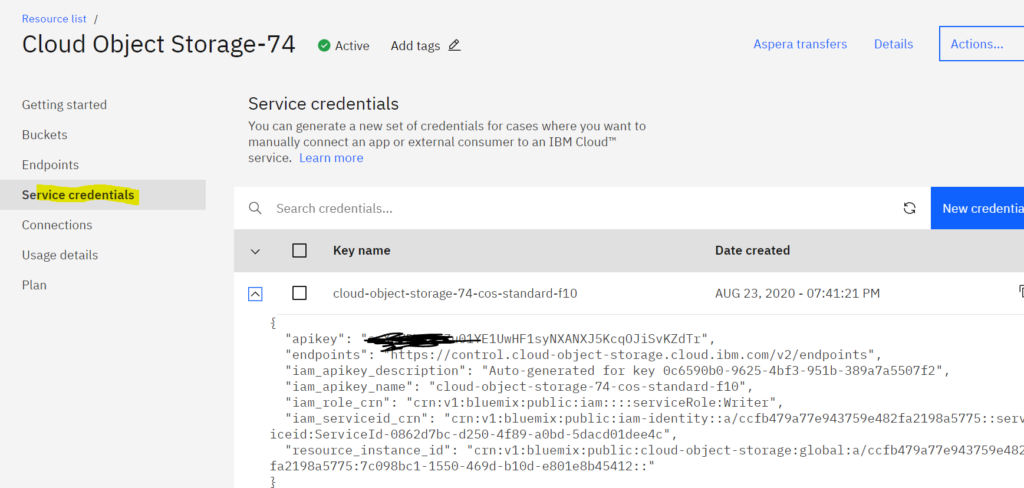 Resource list /
Cloud Object Storage-74 Active Add tags Aspera transfers Details Actions...
Getting started
Buckets
Endpoints
Service credentials
Connections
Usage details
Plan
Service credentials
You can generate a new set of credentials for cases where you want to
manually connect an app or external consumer to an IBM Cloud™
service. Learn more
Search credentials... New credentia
Key name Date created
cloud-object-storage-74-cos-standard-f10 AUG 23, 2020 - 07:41:21 PM
{
"apikey":
"endpoints": "https://control.cloud-object-storage.cloud.ibm.com/v2/endpoints",
"iam_apikey_description": "Auto-generated for key 0c6590b0-9625-4bf3-951b-389a7a5507f2",
"iam_apikey_name": "cloud-object-storage-74-cos-standard-f10",
"iam_role_crn": "crn:v1:bluemix:public:iam::::serviceRole:Writer",
"iam_serviceid_crn": "crn:v1:bluemix:public:iam-identity::a/ccfb479a77e943759e482fa2198a5775::serv
iceid:ServiceId-0862d7bc-d250-4f89-a0bd-5dacd01dee4c",
"resource_instance_id": "crn:v1:bluemix:public:cloud-object-storage:global:a/ccfb479a77e943759e482
fa2198a5775:7c098bc1-1550-469d-b10d-e801e8b45412::"
}